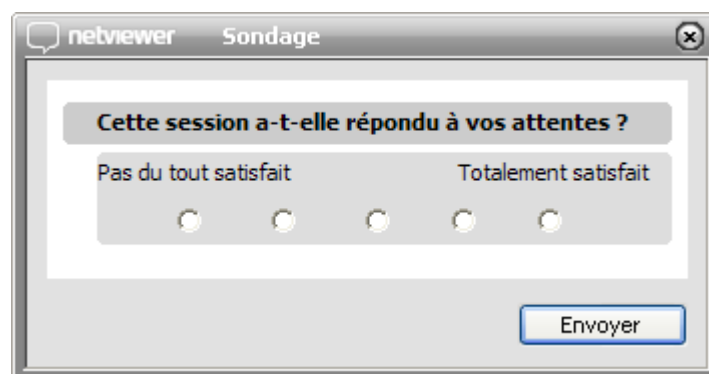 netviewer Sondage
Cette session a-t-elle répondu à vos attentes ?
Pas du tout satisfait Totalement satisfait
Envoyer